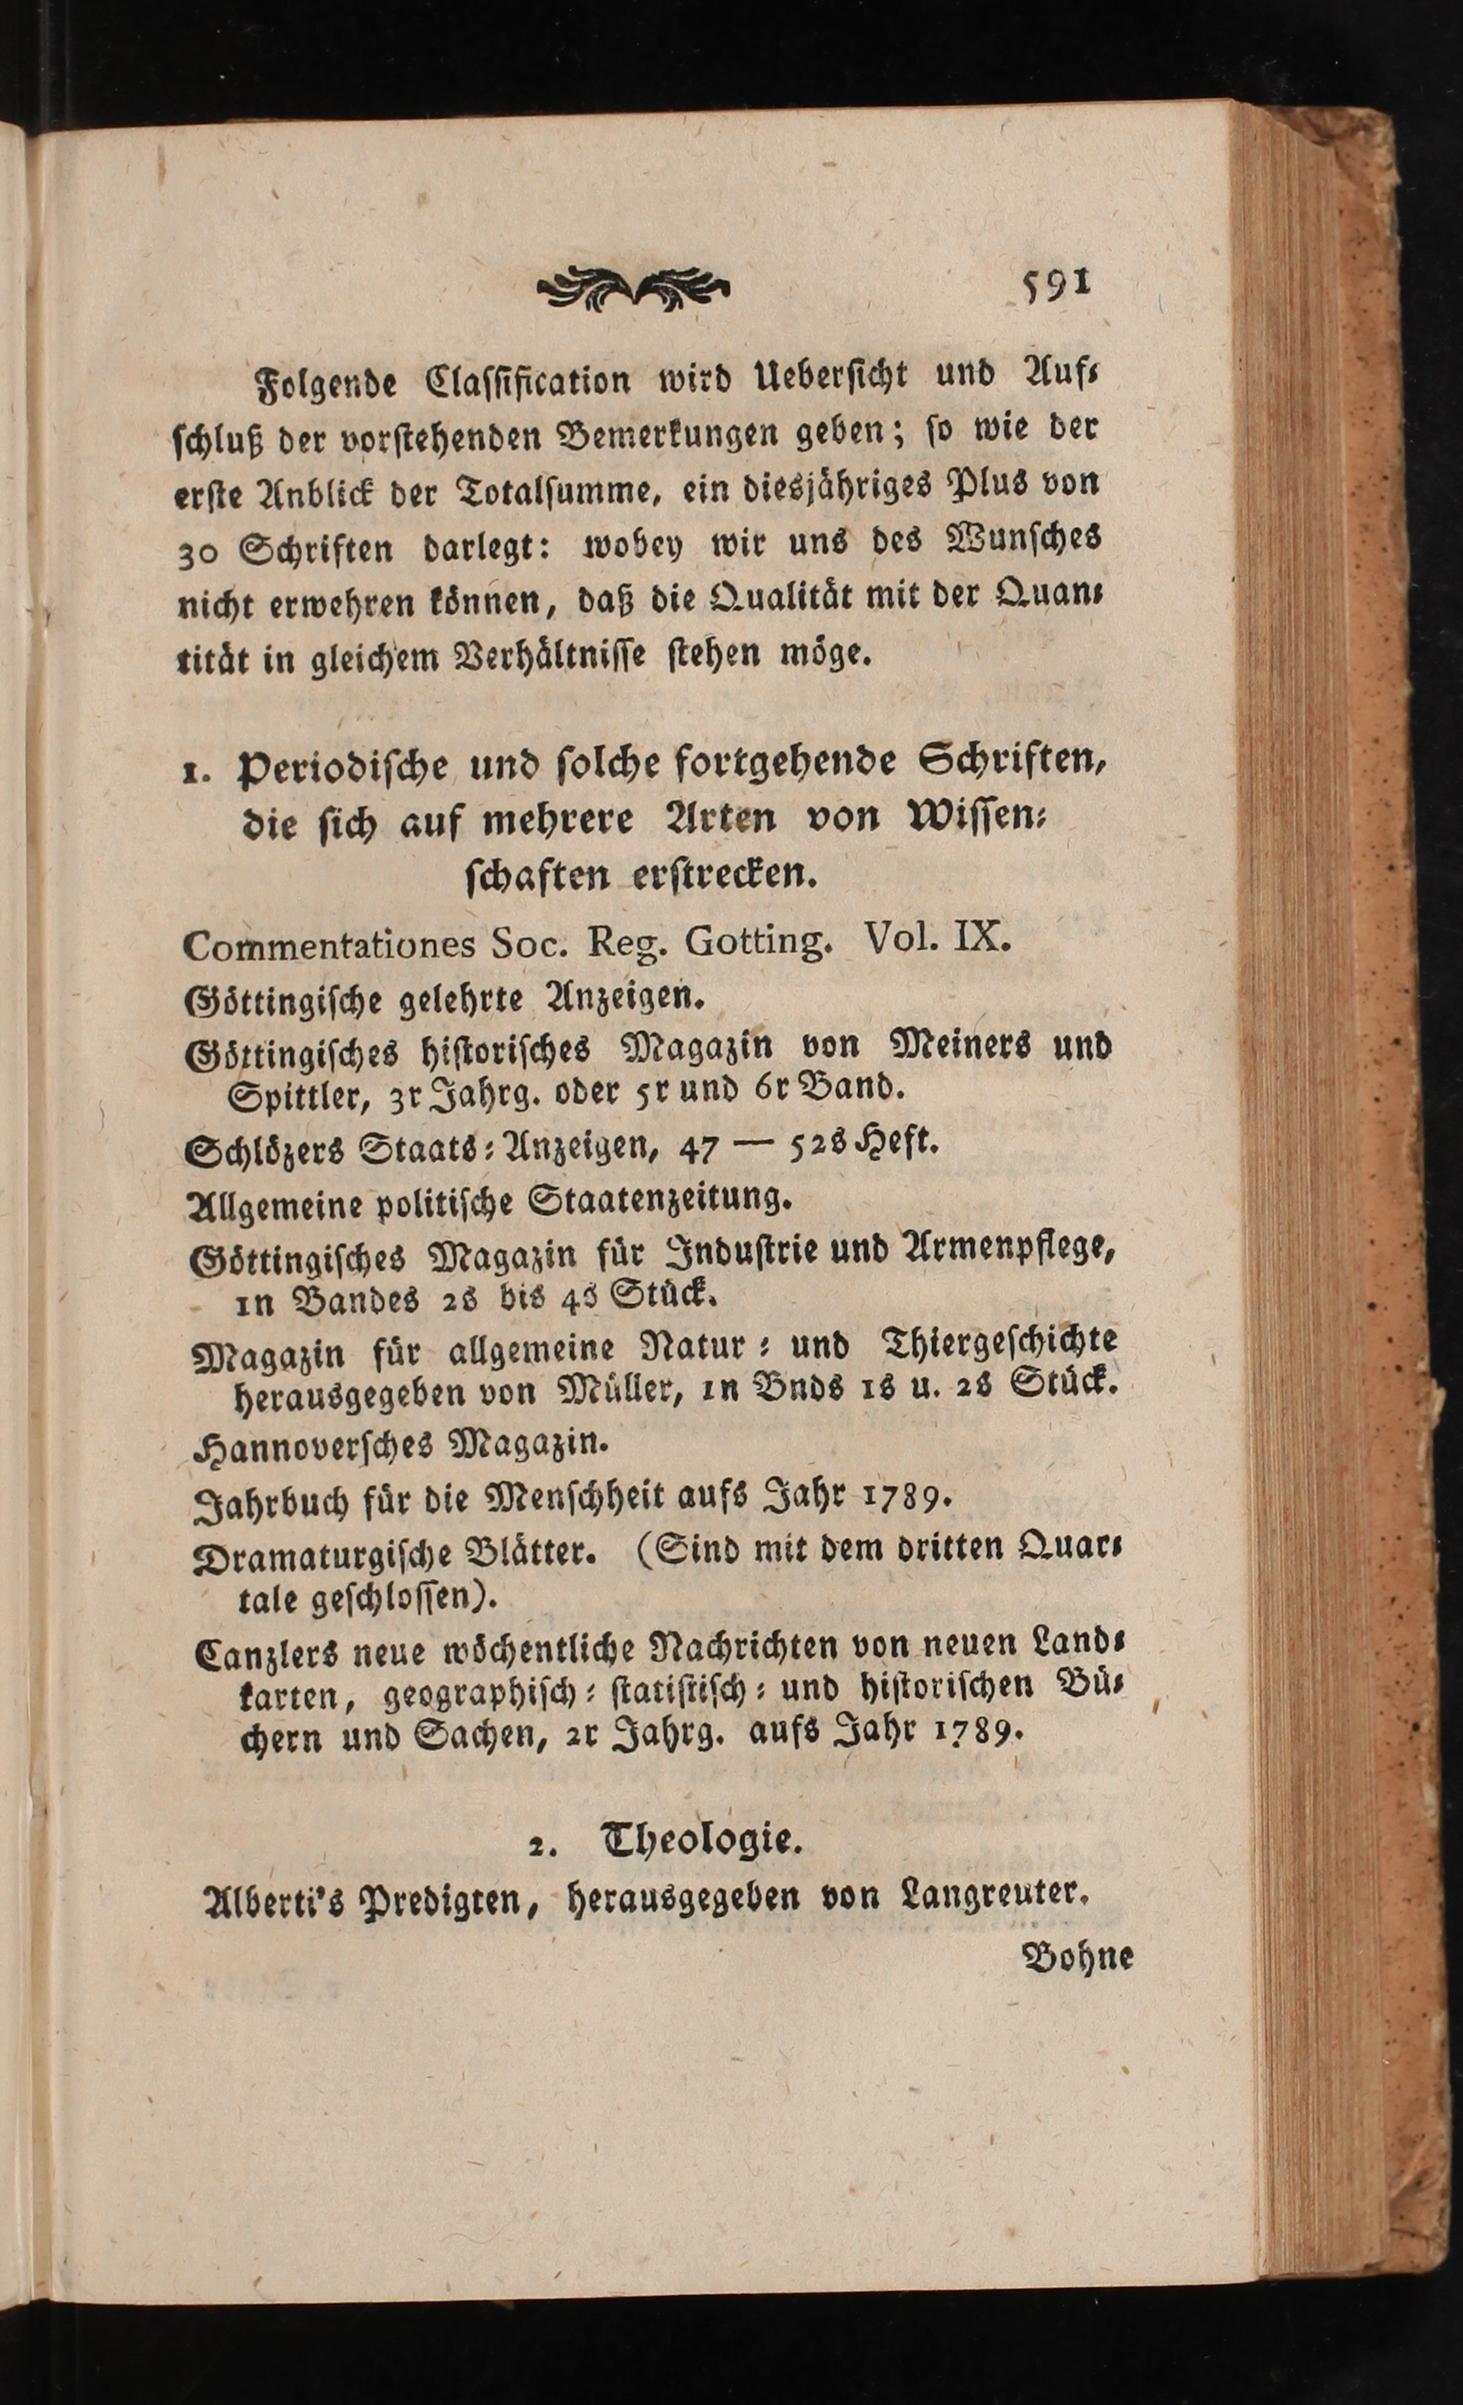 591
Folgende Classification wird Uebersicht und Auf⸗
schluß der vorstehenden Bemerkungen geben; so wie der
erste Anblick der Totalsumme, ein diesjähriges Plus von
30 Schriften darlegt: wobey wir uns des Wunsches
nicht erwehren können, daß die Qualität mit der Quan⸗
tität in gleichem Verhältnisse stehen möge.
1. Periodische und solche fortgehende Schriften,
die sich auf mehrere Arten von Wissen⸗
schaften erstrecken.
Commentationes Soc. Reg. Gotting. Vol. IX.
Göttingische gelehrte Anzeigen.
Göttingisches historisches Magazin von Meiners und
Spittler, 3r Jahrg. oder 5r und 6r Band.
Schlözers Staats⸗Anzeigen, 47 — 52s Heft.
Allgemeine politische Staatenzeitung.
Göttingisches Magazin für Industrie und Armenpflege,
1n Bandes 2s bis 4s Stück.
Magazin für allgemeine Natur⸗ und Thiergeschichte
herausgegeben von Müller, 1n Bnds 1s u. 2s Stück.
Hannoversches Magazin.
Jahrbuch für die Menschheit aufs Jahr 1789.
Dramaturgische Blätter. (Sind mit dem dritten Quar⸗
tale geschlossen).
Canzlers neue wöchentliche Nachrichten von neuen Land⸗
karten, geographisch⸗ statistisch⸗ und historischen Bü⸗
chern und Sachen, 2r Jahrg. aufs Jahr 1789.
2. Theologie.
Alberti's Predigten, herausgegeben von Langreuter.
Bohne